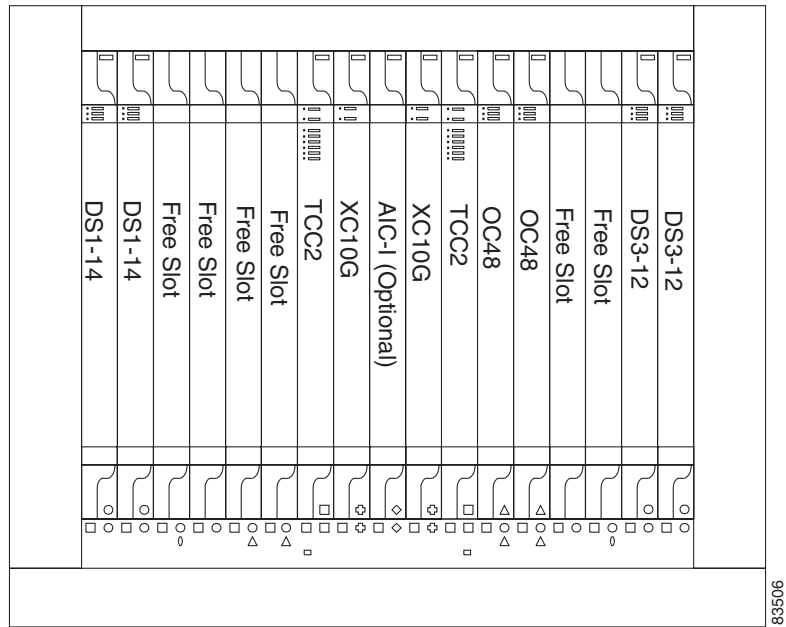 DS1-14
DS1-14
Free Slot
Free Slot
Free Slot
Free Slot
TCC2
XC10G
AIC-I (Optional)
XC10G
TCC2
OC48
OC48
Free Slot
Free Slot
DS3-12
DS3-12
83506